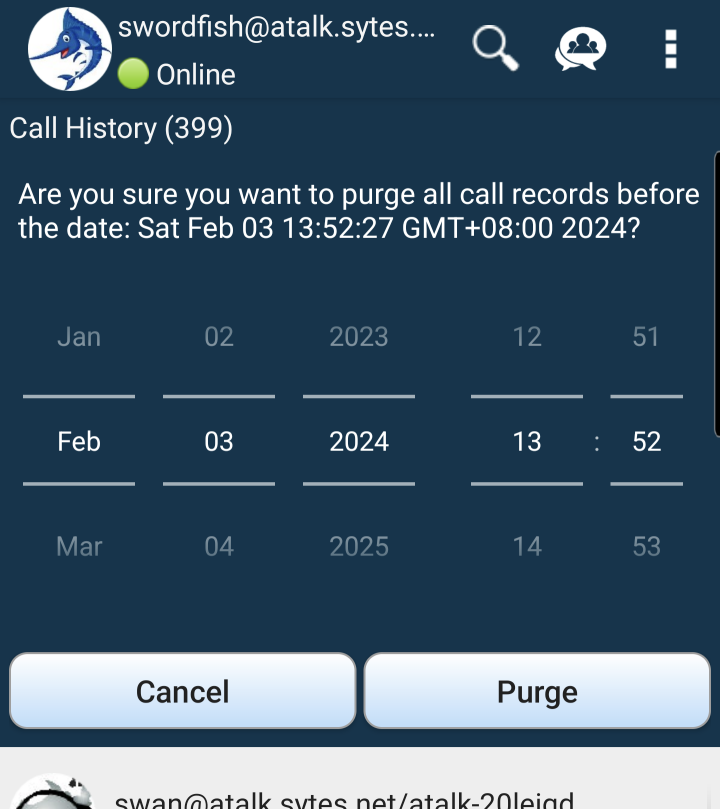 swordfish@atalk.sytes....
Online
Call History (399)
Are you sure you want to purge all call records before
the date: Sat Feb 03 13:52:27 GMT+08:00 2024?
Jan 02 2023 12 51
Feb 03 2024 13 : 52
Mar 04 2025 14 53
Cancel Purge
swan@atalk.sytes.net/atalk-20leigd